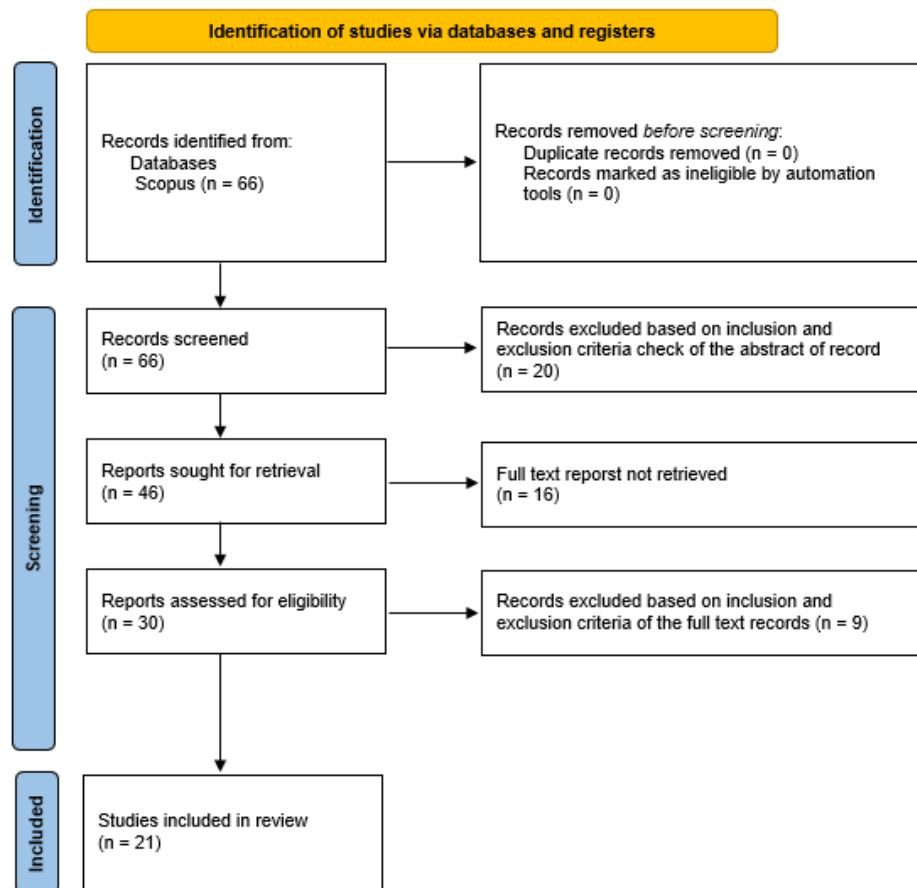 Identification of studies via databases and registers
Identification
Records identified from:
Databases
Scopus (n = 66)
Records removed before screening:
Duplicate records removed (n = 0)
Records marked as ineligible by automation
tools (n = 0)
Screening
Records screened
(n = 66)
Records excluded based on inclusion and
exclusion criteria check of the abstract of record
(n = 20)
Reports sought for retrieval
(n = 46)
Full text reporst not retrieved
(n = 16)
Reports assessed for eligibility
(n = 30)
Records excluded based on inclusion and
exclusion criteria of the full text records (n = 9)
Included
Studies included in review
(n = 21)